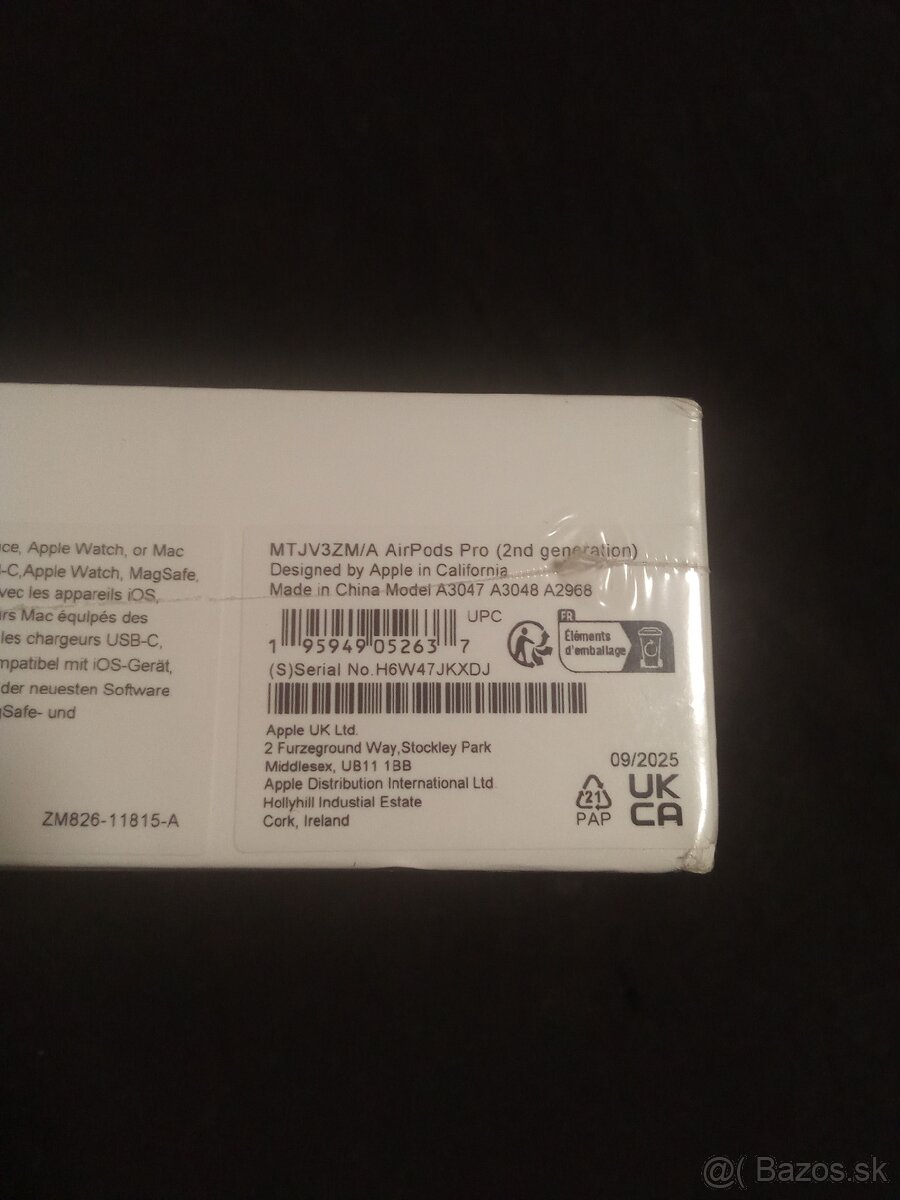 ce, Apple Watch, or Mac
-C,Apple Watch, MagSafe,
vec les appareils iOS,
rs Mac équipés des
les chargeurs USB-C,
mpatibel mit iOS-Gerät,
der neuesten Software
gSafe- und
ZM826-11815-A
MTJV3ZM/A AirPods Pro (2nd generation)
Designed by Apple in California
Made in China Model A3047 A3048 A2968
UPC
1 95949 05263 7
FR
Éléments
d'emballage
(S)Serial No.H6W47JKXDJ
Apple UK Ltd.
2 Furzeground Way,Stockley Park
Middlesex, UB11 1BB
Apple Distribution International Ltd.
Hollyhill Industial Estate
Cork, Ireland
09/2025
21
PAP
UK
CA
@( Bazos.sk